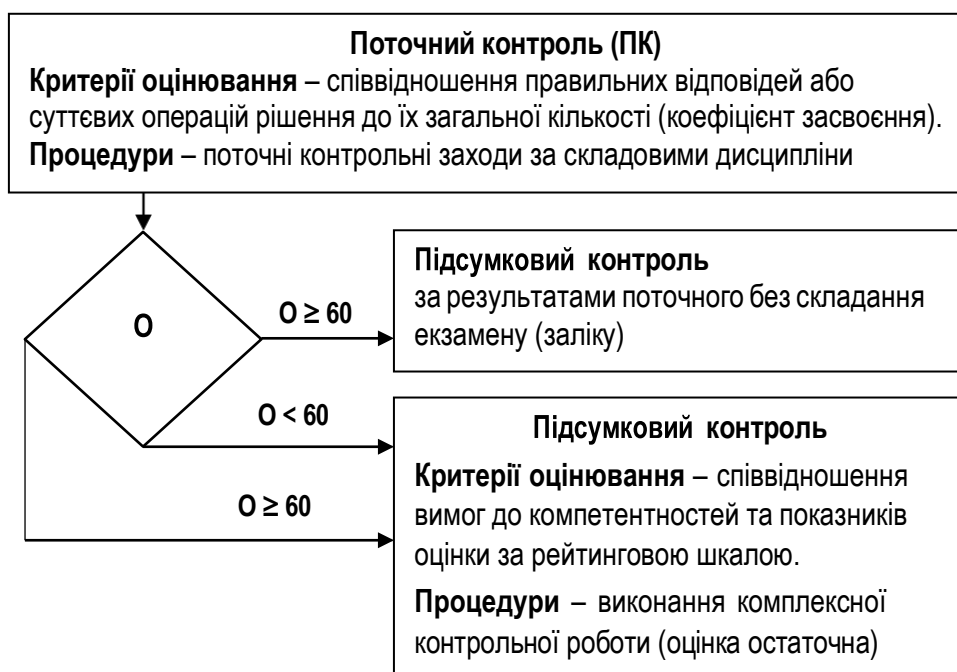 Поточний контроль (ПК)
Критерії оцінювання – співвідношення правильних відповідей або
суттєвих операцій рішення до їх загальної кількості (коефіцієнт засвоєння).
Процедури – поточні контрольні заходи за складовими дисципліни
О
О ≥ 60
Підсумковий контроль
за результатами поточного без складання
екзамену (заліку)
О < 60
О ≥ 60
Підсумковий контроль
Критерії оцінювання – співвідношення
вимог до компетентностей та показників
оцінки за рейтинговою шкалою.
Процедури – виконання комплексної
контрольної роботи (оцінка остаточна)